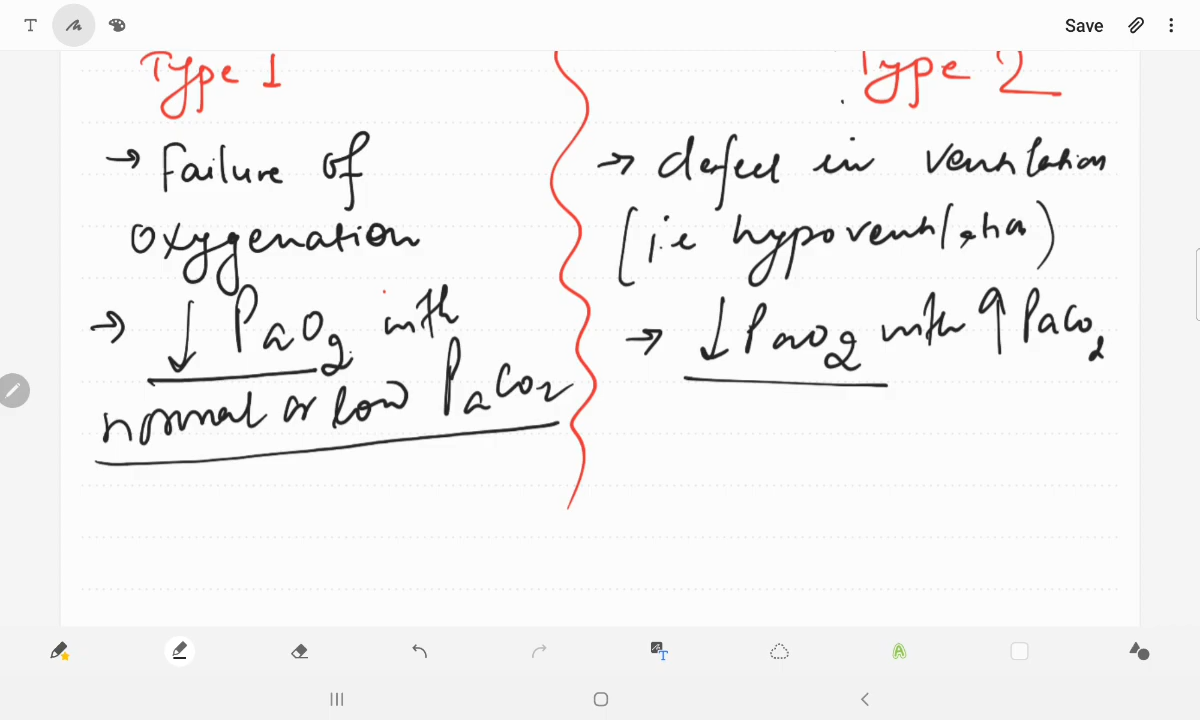 T Save
Type 1
→ Failure of
oxygenation
→ ↓ PaO2 with
normal or low PaCO2
Type 2
→ defect in ventilation
(i.e hypoventilation)
→ ↓ PaO2 with ↑ PaCO2
T
A